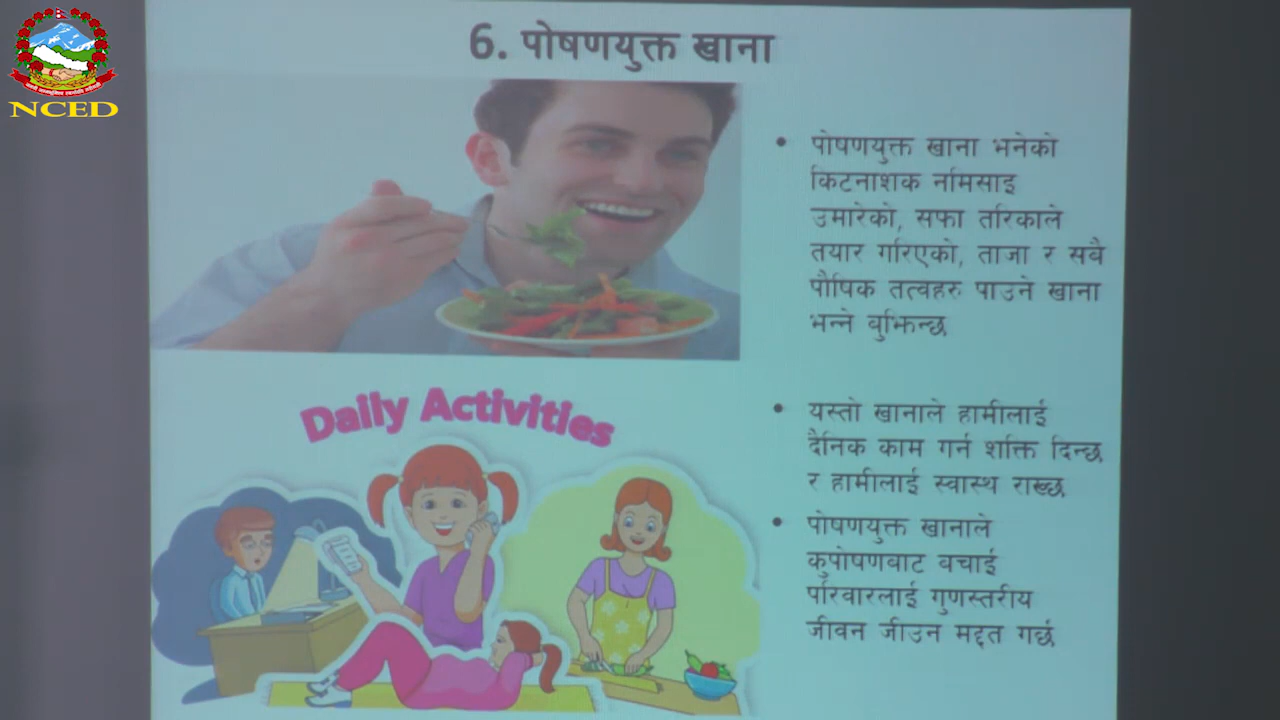 NCED
6. पोषणयुक्त खाना
• पोषणयुक्त खाना भनेको
किटनाशक नमिसाइ
उमारेको, सफा तरिकाले
तयार गरिएको, ताजा र सबै
पौषिक तत्वहरु पाउने खाना
भन्ने बुझिन्छ
Daily Activities
• यस्तो खानाले हामीलाई
दैनिक काम गर्न शक्ति दिन्छ
र हामीलाई स्वास्थ राख्छ
• पोषणयुक्त खानाले
कुपोषणबाट बचाई
परिवारलाई गुणस्तरीय
जीवन जीउन मद्दत गर्छ